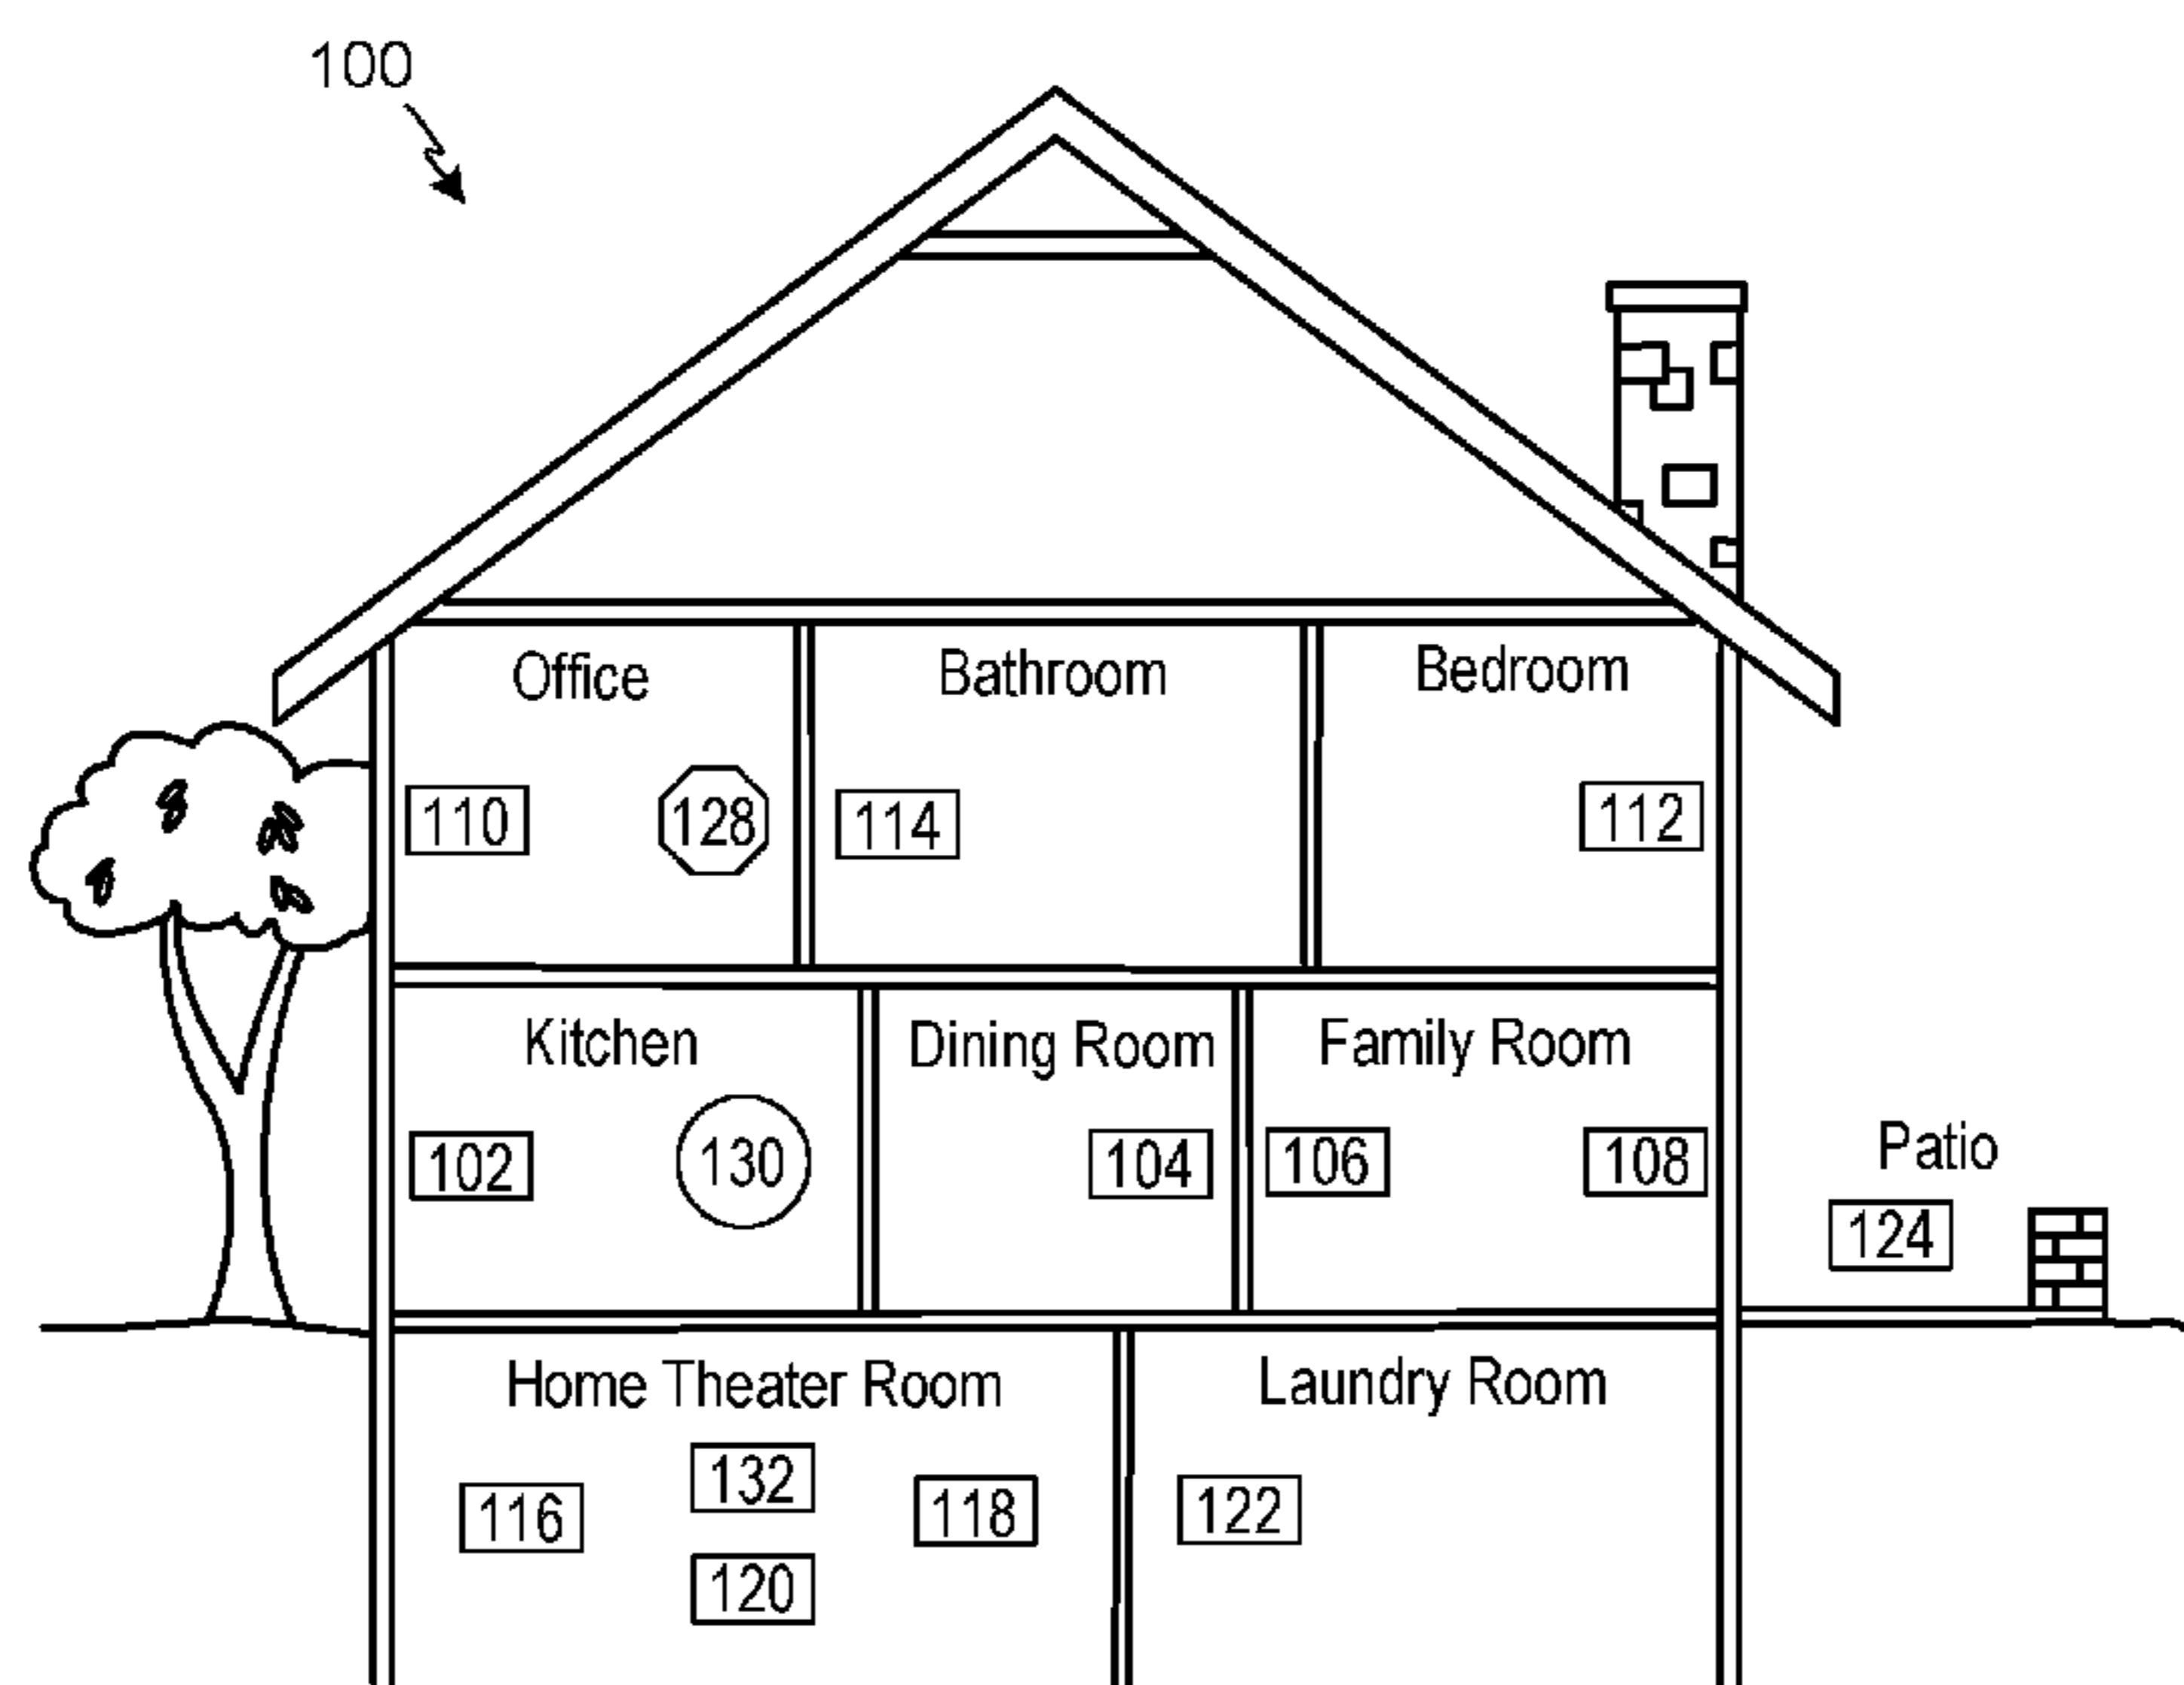 100
Office
Bathroom
Bedroom
110
128
114
112
Kitchen
Dining Room
Family Room
102
130
104
106
108
Patio
124
Home Theater Room
Laundry Room
116
132
118
122
120